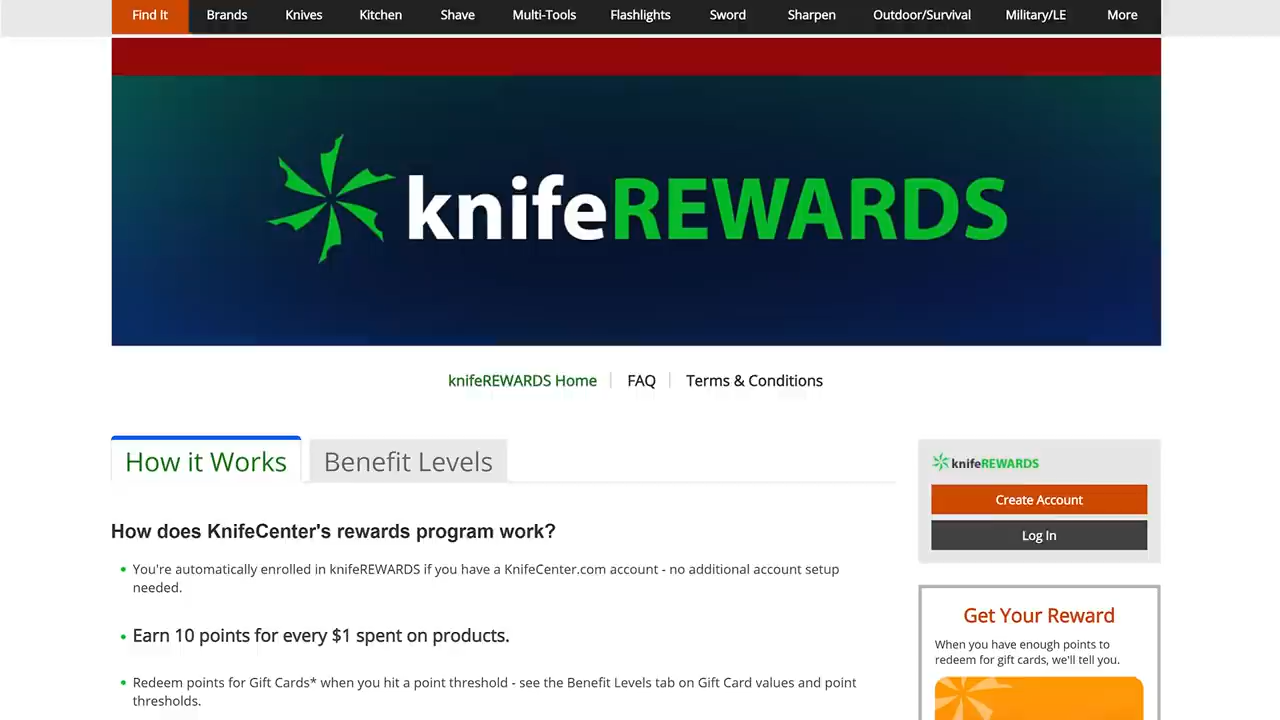 Find It Brands Knives Kitchen Shave Multi-Tools Flashlights Sword Sharpen Outdoor/Survival Military/LE More
knifeREWARDS
knifeREWARDS Home FAQ Terms & Conditions
How it Works Benefit Levels
How does KnifeCenter's rewards program work?
• You're automatically enrolled in knifeREWARDS if you have a KnifeCenter.com account - no additional account setup
needed.
• Earn 10 points for every $1 spent on products.
• Redeem points for Gift Cards* when you hit a point threshold - see the Benefit Levels tab on Gift Card values and point
thresholds.
knifeREWARDS
Create Account
Log In
Get Your Reward
When you have enough points to
redeem for gift cards, we'll tell you.